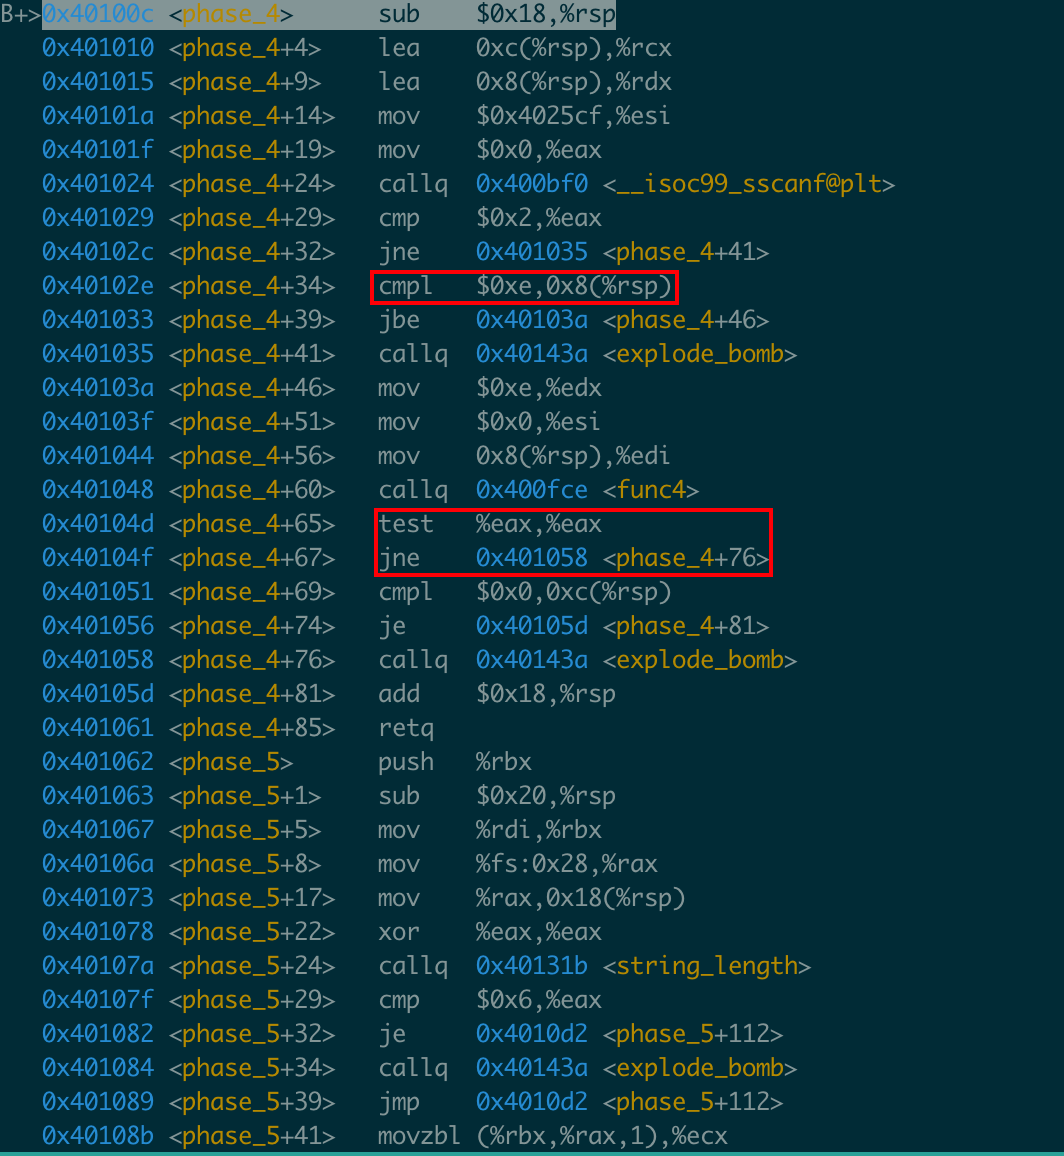 B+>0x40100c <phase_4> sub $0x18,%rsp
0x401010 <phase_4+4> lea 0xc(%rsp),%rcx
0x401015 <phase_4+9> lea 0x8(%rsp),%rdx
0x40101a <phase_4+14> mov $0x4025cf,%esi
0x40101f <phase_4+19> mov $0x0,%eax
0x401024 <phase_4+24> callq 0x400bf0 <__isoc99_sscanf@plt>
0x401029 <phase_4+29> cmp $0x2,%eax
0x40102c <phase_4+32> jne 0x401035 <phase_4+41>
0x40102e <phase_4+34> cmpl $0xe,0x8(%rsp)
0x401033 <phase_4+39> jbe 0x40103a <phase_4+46>
0x401035 <phase_4+41> callq 0x40143a <explode_bomb>
0x40103a <phase_4+46> mov $0xe,%edx
0x40103f <phase_4+51> mov $0x0,%esi
0x401044 <phase_4+56> mov 0x8(%rsp),%edi
0x401048 <phase_4+60> callq 0x400fce <func4>
0x40104d <phase_4+65> test %eax,%eax
0x40104f <phase_4+67> jne 0x401058 <phase_4+76>
0x401051 <phase_4+69> cmpl $0x0,0xc(%rsp)
0x401056 <phase_4+74> je 0x40105d <phase_4+81>
0x401058 <phase_4+76> callq 0x40143a <explode_bomb>
0x40105d <phase_4+81> add $0x18,%rsp
0x401061 <phase_4+85> retq
0x401062 <phase_5> push %rbx
0x401063 <phase_5+1> sub $0x20,%rsp
0x401067 <phase_5+5> mov %rdi,%rbx
0x40106a <phase_5+8> mov %fs:0x28,%rax
0x401073 <phase_5+17> mov %rax,0x18(%rsp)
0x401078 <phase_5+22> xor %eax,%eax
0x40107a <phase_5+24> callq 0x40131b <string_length>
0x40107f <phase_5+29> cmp $0x6,%eax
0x401082 <phase_5+32> je 0x4010d2 <phase_5+112>
0x401084 <phase_5+34> callq 0x40143a <explode_bomb>
0x401089 <phase_5+39> jmp 0x4010d2 <phase_5+112>
0x40108b <phase_5+41> movzbl (%rbx,%rax,1),%ecx